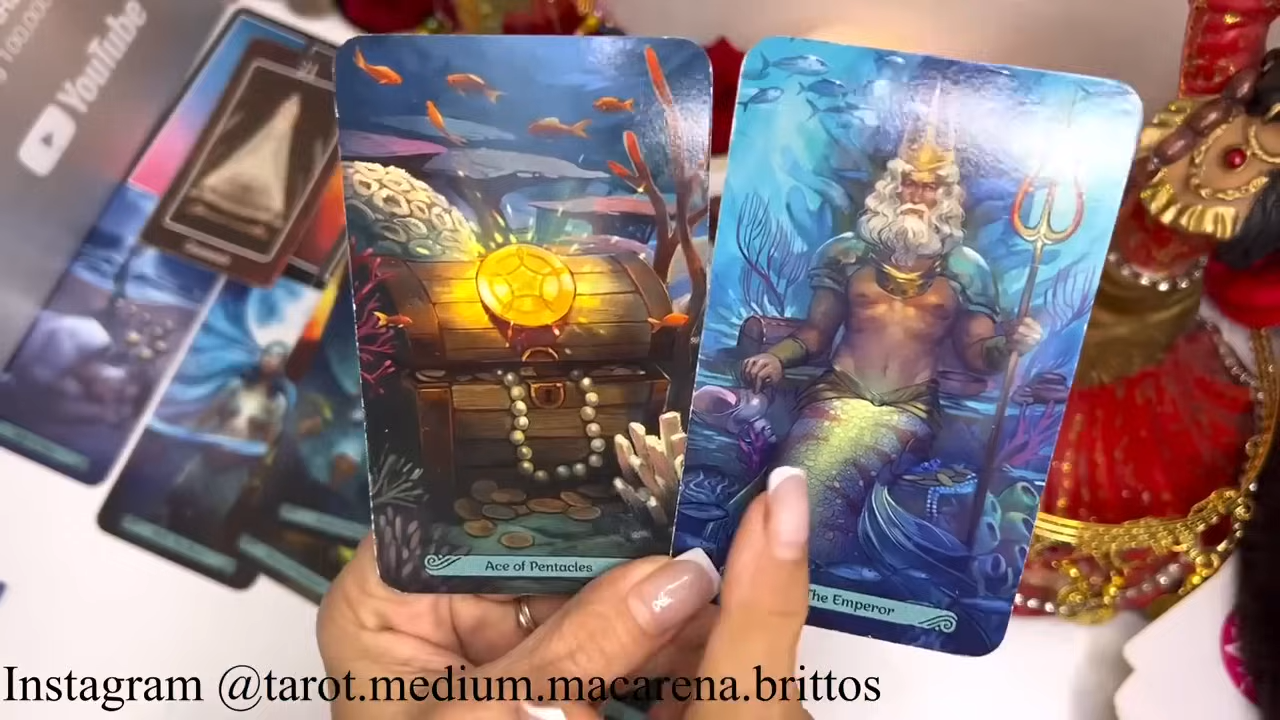 YouTube
Ace of Pentacles
The Emperor
Instagram @tarot.medium.macarena.brittos